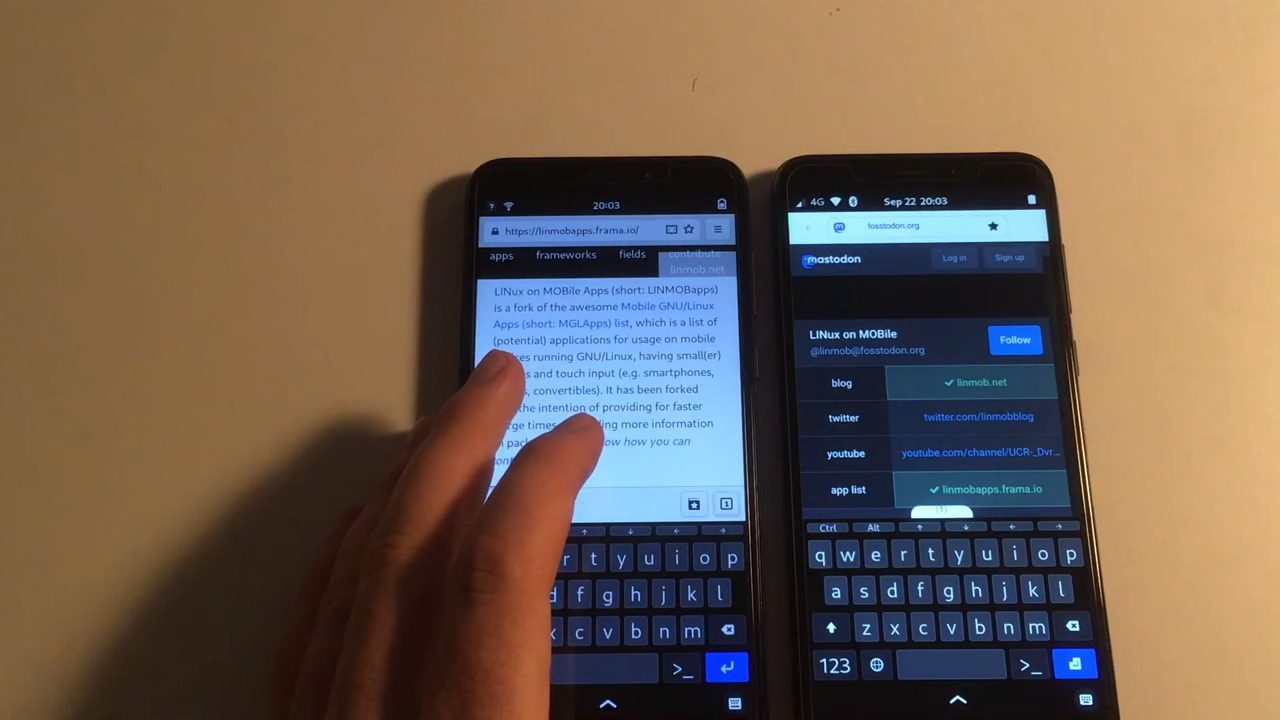 20:03
https://linmobapps.frama.io/
apps frameworks fields contribute
linmob.net
LINux on MOBile Apps (short: LINMOBapps)
is a fork of the awesome Mobile GNU/Linux
Apps (short: MGLApps) list, which is a list of
(potential) applications for usage on mobile
running GNU/Linux, having small(er)
and touch input (e.g. smartphones,
convertibles). It has been forked
the intention of providing for faster
times
more information
how you can
1
r t y u i o p
f g h j k l
x c v b n m
>_
4G Sep 22 20:03
fosstodon.org
mastodon Log in Sign up
LINux on MOBile
@linmob@fosstodon.org
Follow
blog linmob.net
twitter twitter.com/linmobblog
youtube youtube.com/channel/UCR-_Dvr...
app list linmobapps.frama.io
(1)
Ctrl Alt ↑ ↓ ← →
q w e r t y u i o p
a s d f g h j k l
z x c v b n m
123 >_